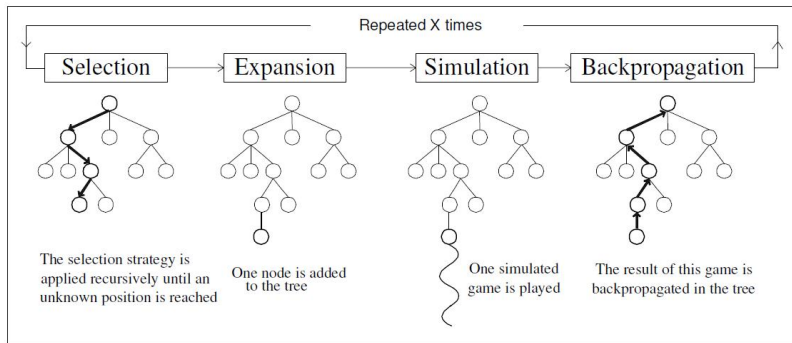 Repeated X times
Selection
Expansion
Simulation
Backpropagation
The selection strategy is
applied recursively until an
unknown position is reached
One node is added
to the tree
One simulated
game is played
The result of this game is
backpropagated in the tree